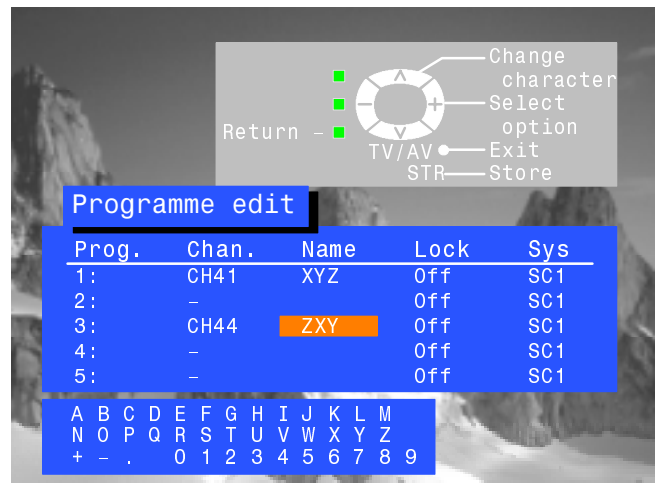 Change
character
Select
option
Return –
TV/AV Exit
STR Store
Programme edit
Prog. Chan. Name Lock Sys
1: CH41 XYZ Off SC1
2: – Off SC1
3: CH44 ZXY Off SC1
4: – Off SC1
5: – Off SC1
A B C D E F G H I J K L M
N O P Q R S T U V W X Y Z
+ – . 0 1 2 3 4 5 6 7 8 9